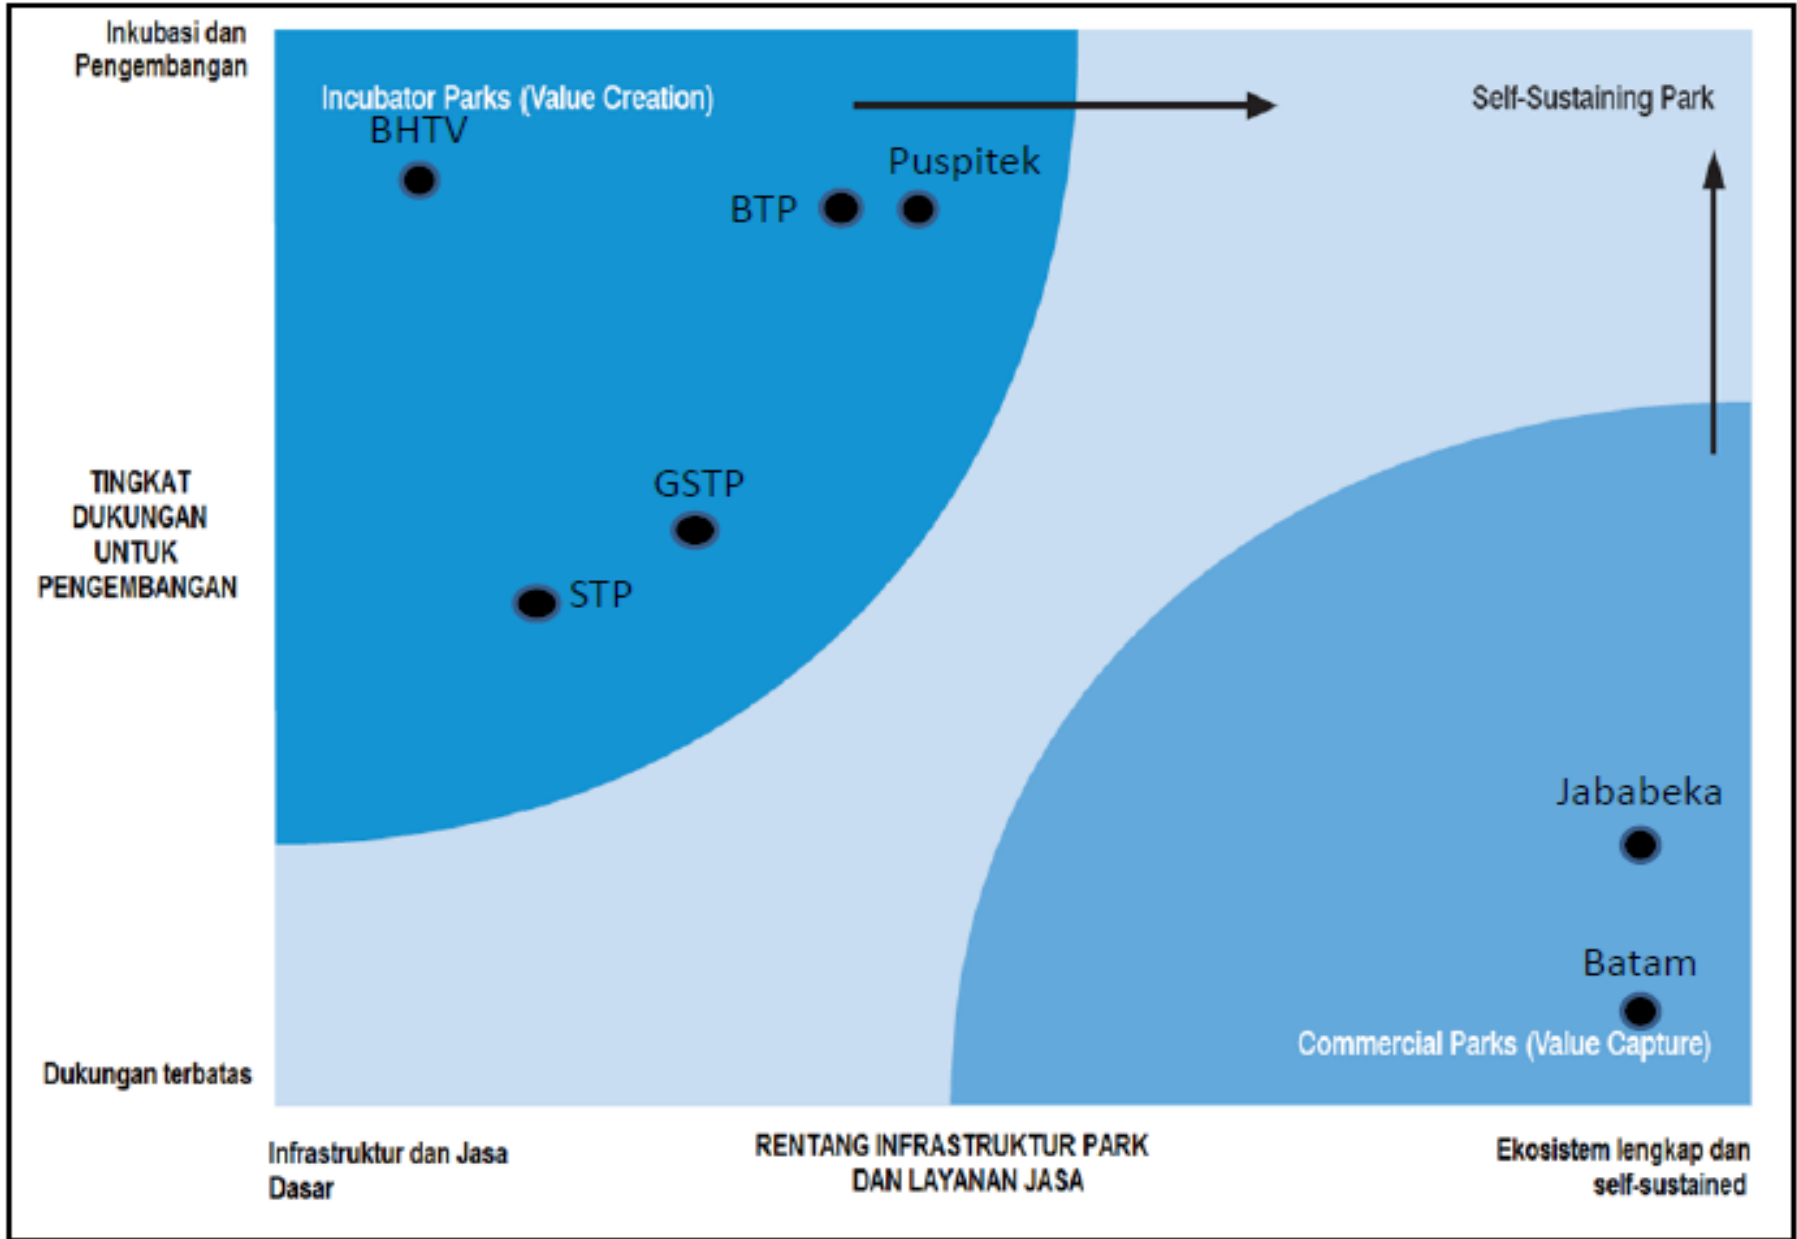 Inkubasi dan
Pengembangan
Incubator Parks (Value Creation)
Self-Sustaining Park
BHTV
Puspitek
BTP
TINGKAT
DUKUNGAN
UNTUK
PENGEMBANGAN
GSTP
STP
Jababeka
Batam
Commercial Parks (Value Capture)
Dukungan terbatas
Infrastruktur dan Jasa
Dasar
RENTANG INFRASTRUKTUR PARK
DAN LAYANAN JASA
Ekosistem lengkap dan
self-sustained